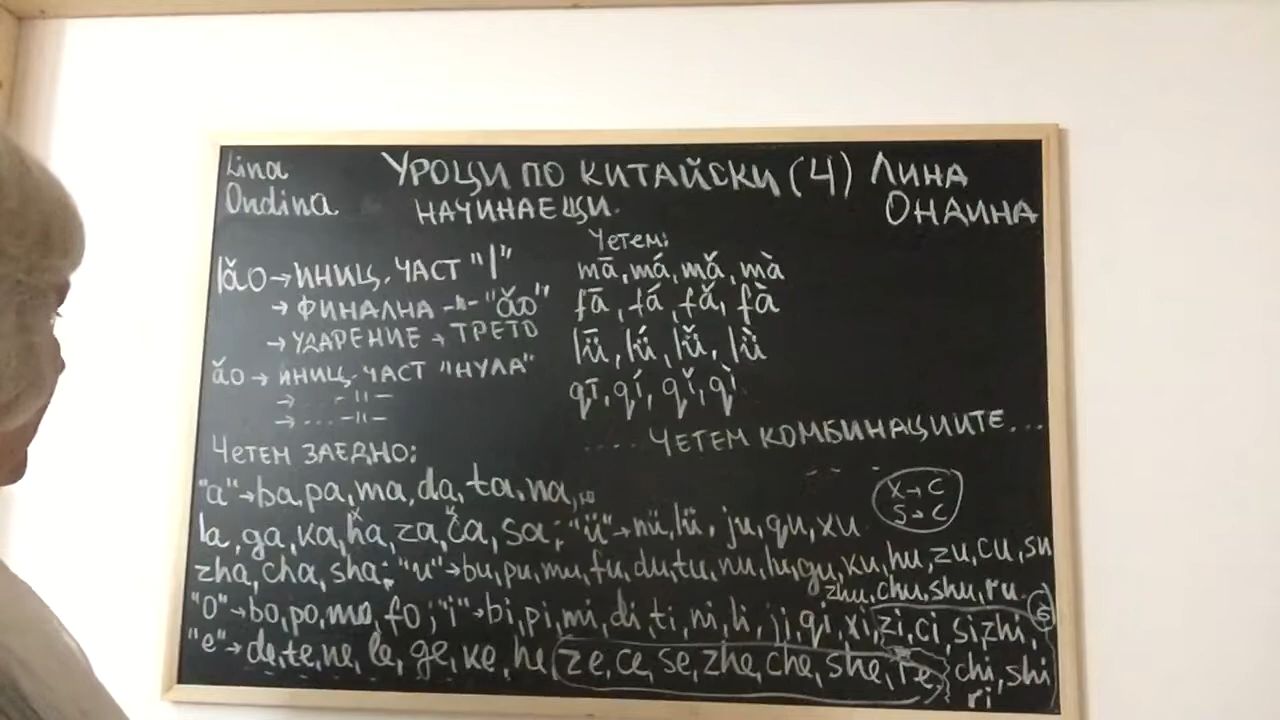 Lina
Ondina
УРОЦИ ПО КИТАЙСКИ (4) ЛИНА
НАЧИНАЕЩИ. ОНДИНА
lǎo → ИНИЦ. ЧАСТ "l"
→ ФИНАЛНА -"- "ǎo"
→ УДАРЕНИЕ → ТРЕТО
ǎo → ИНИЦ. ЧАСТ "НУЛА"
→ ... -"-
→ ... -"-
Четем:
mā, má, mǎ, mà
fā, fá, fǎ, fà
lǖ, lǘ, lǚ, lǜ
qī, qí, qǐ, qì
..... ЧЕТЕМ КОМБИНАЦИИТЕ...
ЧЕТЕМ ЗАЕДНО:
"a" → ba, pa, ma, da, ta, na,
la, ga, ka, ha, za, ca, sa; "ü" → nü, lü, ju, qu, xu
x
x → c
s → c
zha, cha, sha; "u" → bu, pu, mu, fu, du, tu, nu, lu, gu, ku, hu, zu, cu, su
zhu, chu, shu, ru.
"o" → bo, po, mo, fo; "i" → bi, pi, mi, di, ti, ni, li, ji, qi, xi, zi, ci, si, zhi,
"e" → de, te, ne, le, ge, ke, he ze, ce, se, zhe, che, she, re, chi, shi
ri